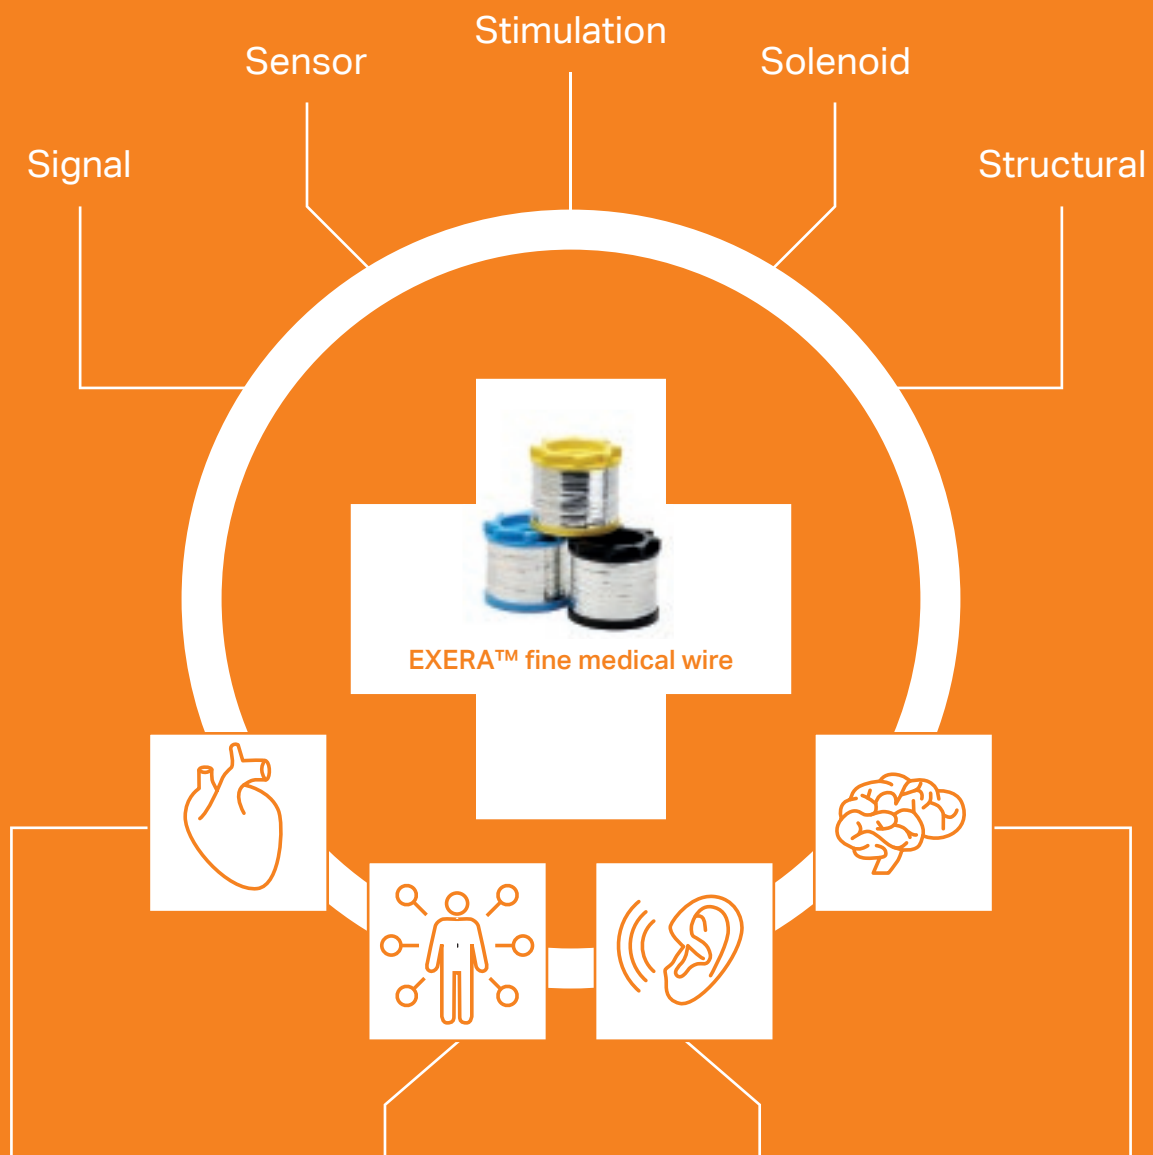 Stimulation
Sensor
Solenoid
Signal
Structural
EXERA™ fine medical wire